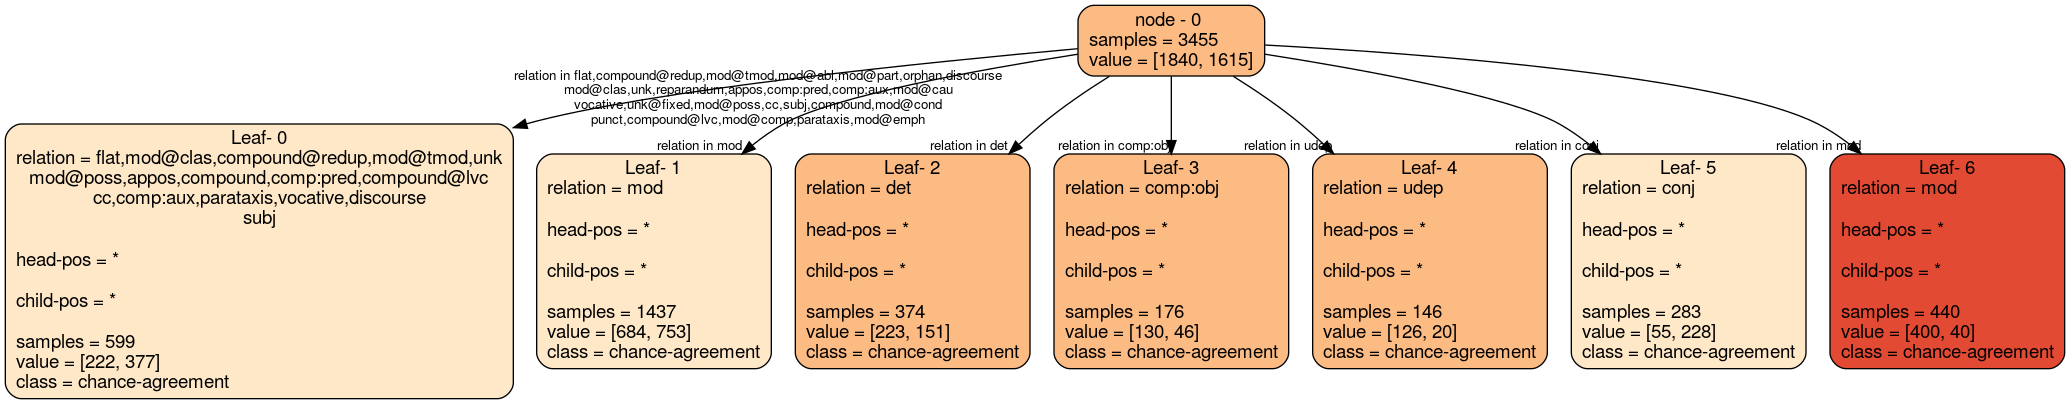 node - 0
samples = 3455
value = [1840, 1615]
relation in flat,compound@redup,mod@tmod,mod@abl,mod@part,orphan,discourse
mod@clas,unk,reparandum,appos,comp:pred,comp:aux,mod@cau
vocative,unk@fixed,mod@poss,cc,subj,compound,mod@cond
punct,compound@lvc,mod@comp,parataxis,mod@emph
relation in mod
relation in det
relation in comp:obj
relation in udep
relation in conj
relation in mod
Leaf- 0
relation = flat,mod@clas,compound@redup,mod@tmod,unk
mod@poss,appos,compound,comp:pred,compound@lvc
cc,comp:aux,parataxis,vocative,discourse
subj
head-pos = *
child-pos = *
samples = 599
value = [222, 377]
class = chance-agreement
Leaf- 1
relation = mod
head-pos = *
child-pos = *
samples = 1437
value = [684, 753]
class = chance-agreement
Leaf- 2
relation = det
head-pos = *
child-pos = *
samples = 374
value = [223, 151]
class = chance-agreement
Leaf- 3
relation = comp:obj
head-pos = *
child-pos = *
samples = 176
value = [130, 46]
class = chance-agreement
Leaf- 4
relation = udep
head-pos = *
child-pos = *
samples = 146
value = [126, 20]
class = chance-agreement
Leaf- 5
relation = conj
head-pos = *
child-pos = *
samples = 283
value = [55, 228]
class = chance-agreement
Leaf- 6
relation = mod
head-pos = *
child-pos = *
samples = 440
value = [400, 40]
class = chance-agreement